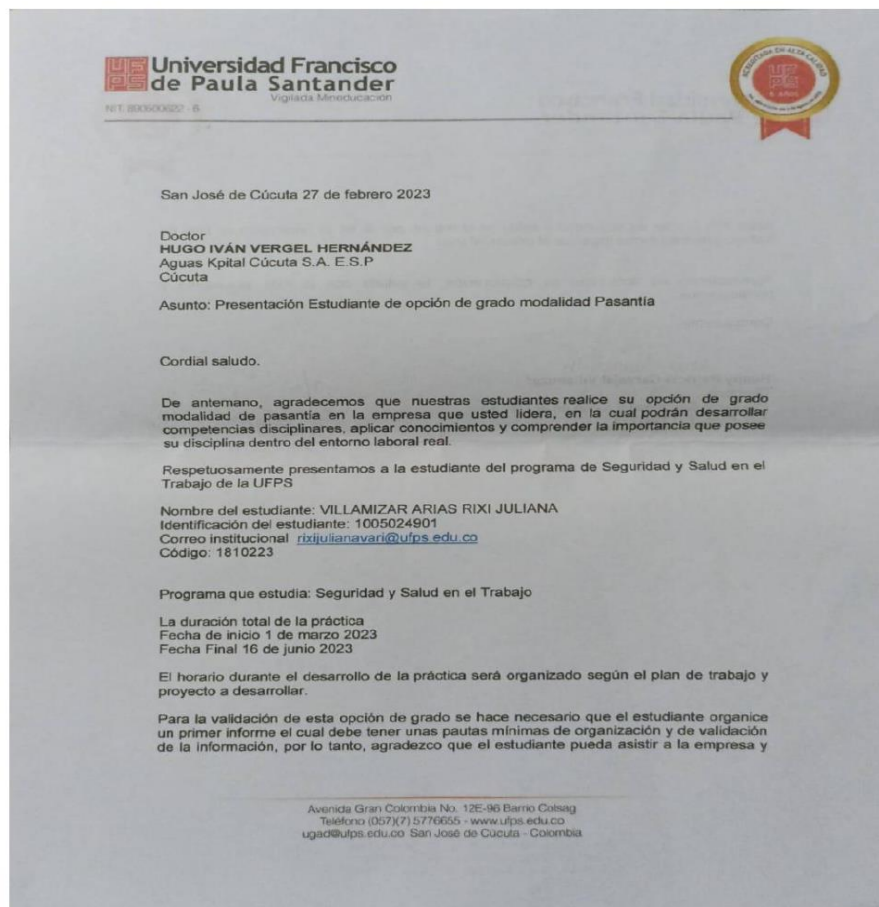 UF
PS
Universidad Francisco
de Paula Santander
Vigilada Mineducación
NIT. 890500622 - 6
ACREDITADA EN ALTA CALIDAD
UF
PS
San José de Cúcuta 27 de febrero 2023
Doctor
HUGO IVÁN VERGEL HERNÁNDEZ
Aguas Kpital Cúcuta S.A. E.S.P
Cúcuta
Asunto: Presentación Estudiante de opción de grado modalidad Pasantía
Cordial saludo.
De antemano, agradecemos que nuestras estudiantes realice su opción de grado
modalidad de pasantía en la empresa que usted lidera, en la cual podrán desarrollar
competencias disciplinares, aplicar conocimientos y comprender la importancia que posee
su disciplina dentro del entorno laboral real.
Respetuosamente presentamos a la estudiante del programa de Seguridad y Salud en el
Trabajo de la UFPS
Nombre del estudiante: VILLAMIZAR ARIAS RIXI JULIANA
Identificación del estudiante: 1005024901
Correo institucional rixijulianavari@ufps.edu.co
Código: 1810223
Programa que estudia: Seguridad y Salud en el Trabajo
La duración total de la práctica
Fecha de inicio 1 de marzo 2023
Fecha Final 16 de junio 2023
El horario durante el desarrollo de la práctica será organizado según el plan de trabajo y
proyecto a desarrollar.
Para la validación de esta opción de grado se hace necesario que el estudiante organice
un primer informe el cual debe tener unas pautas mínimas de organización y de validación
de la información, por lo tanto, agradezco que el estudiante pueda asistir a la empresa y
Avenida Gran Colombia No. 12E-96 Barrio Colsag
Teléfono (057)(7) 5776655 - www.ufps.edu.co
ugad@ufps.edu.co San José de Cúcuta - Colombia